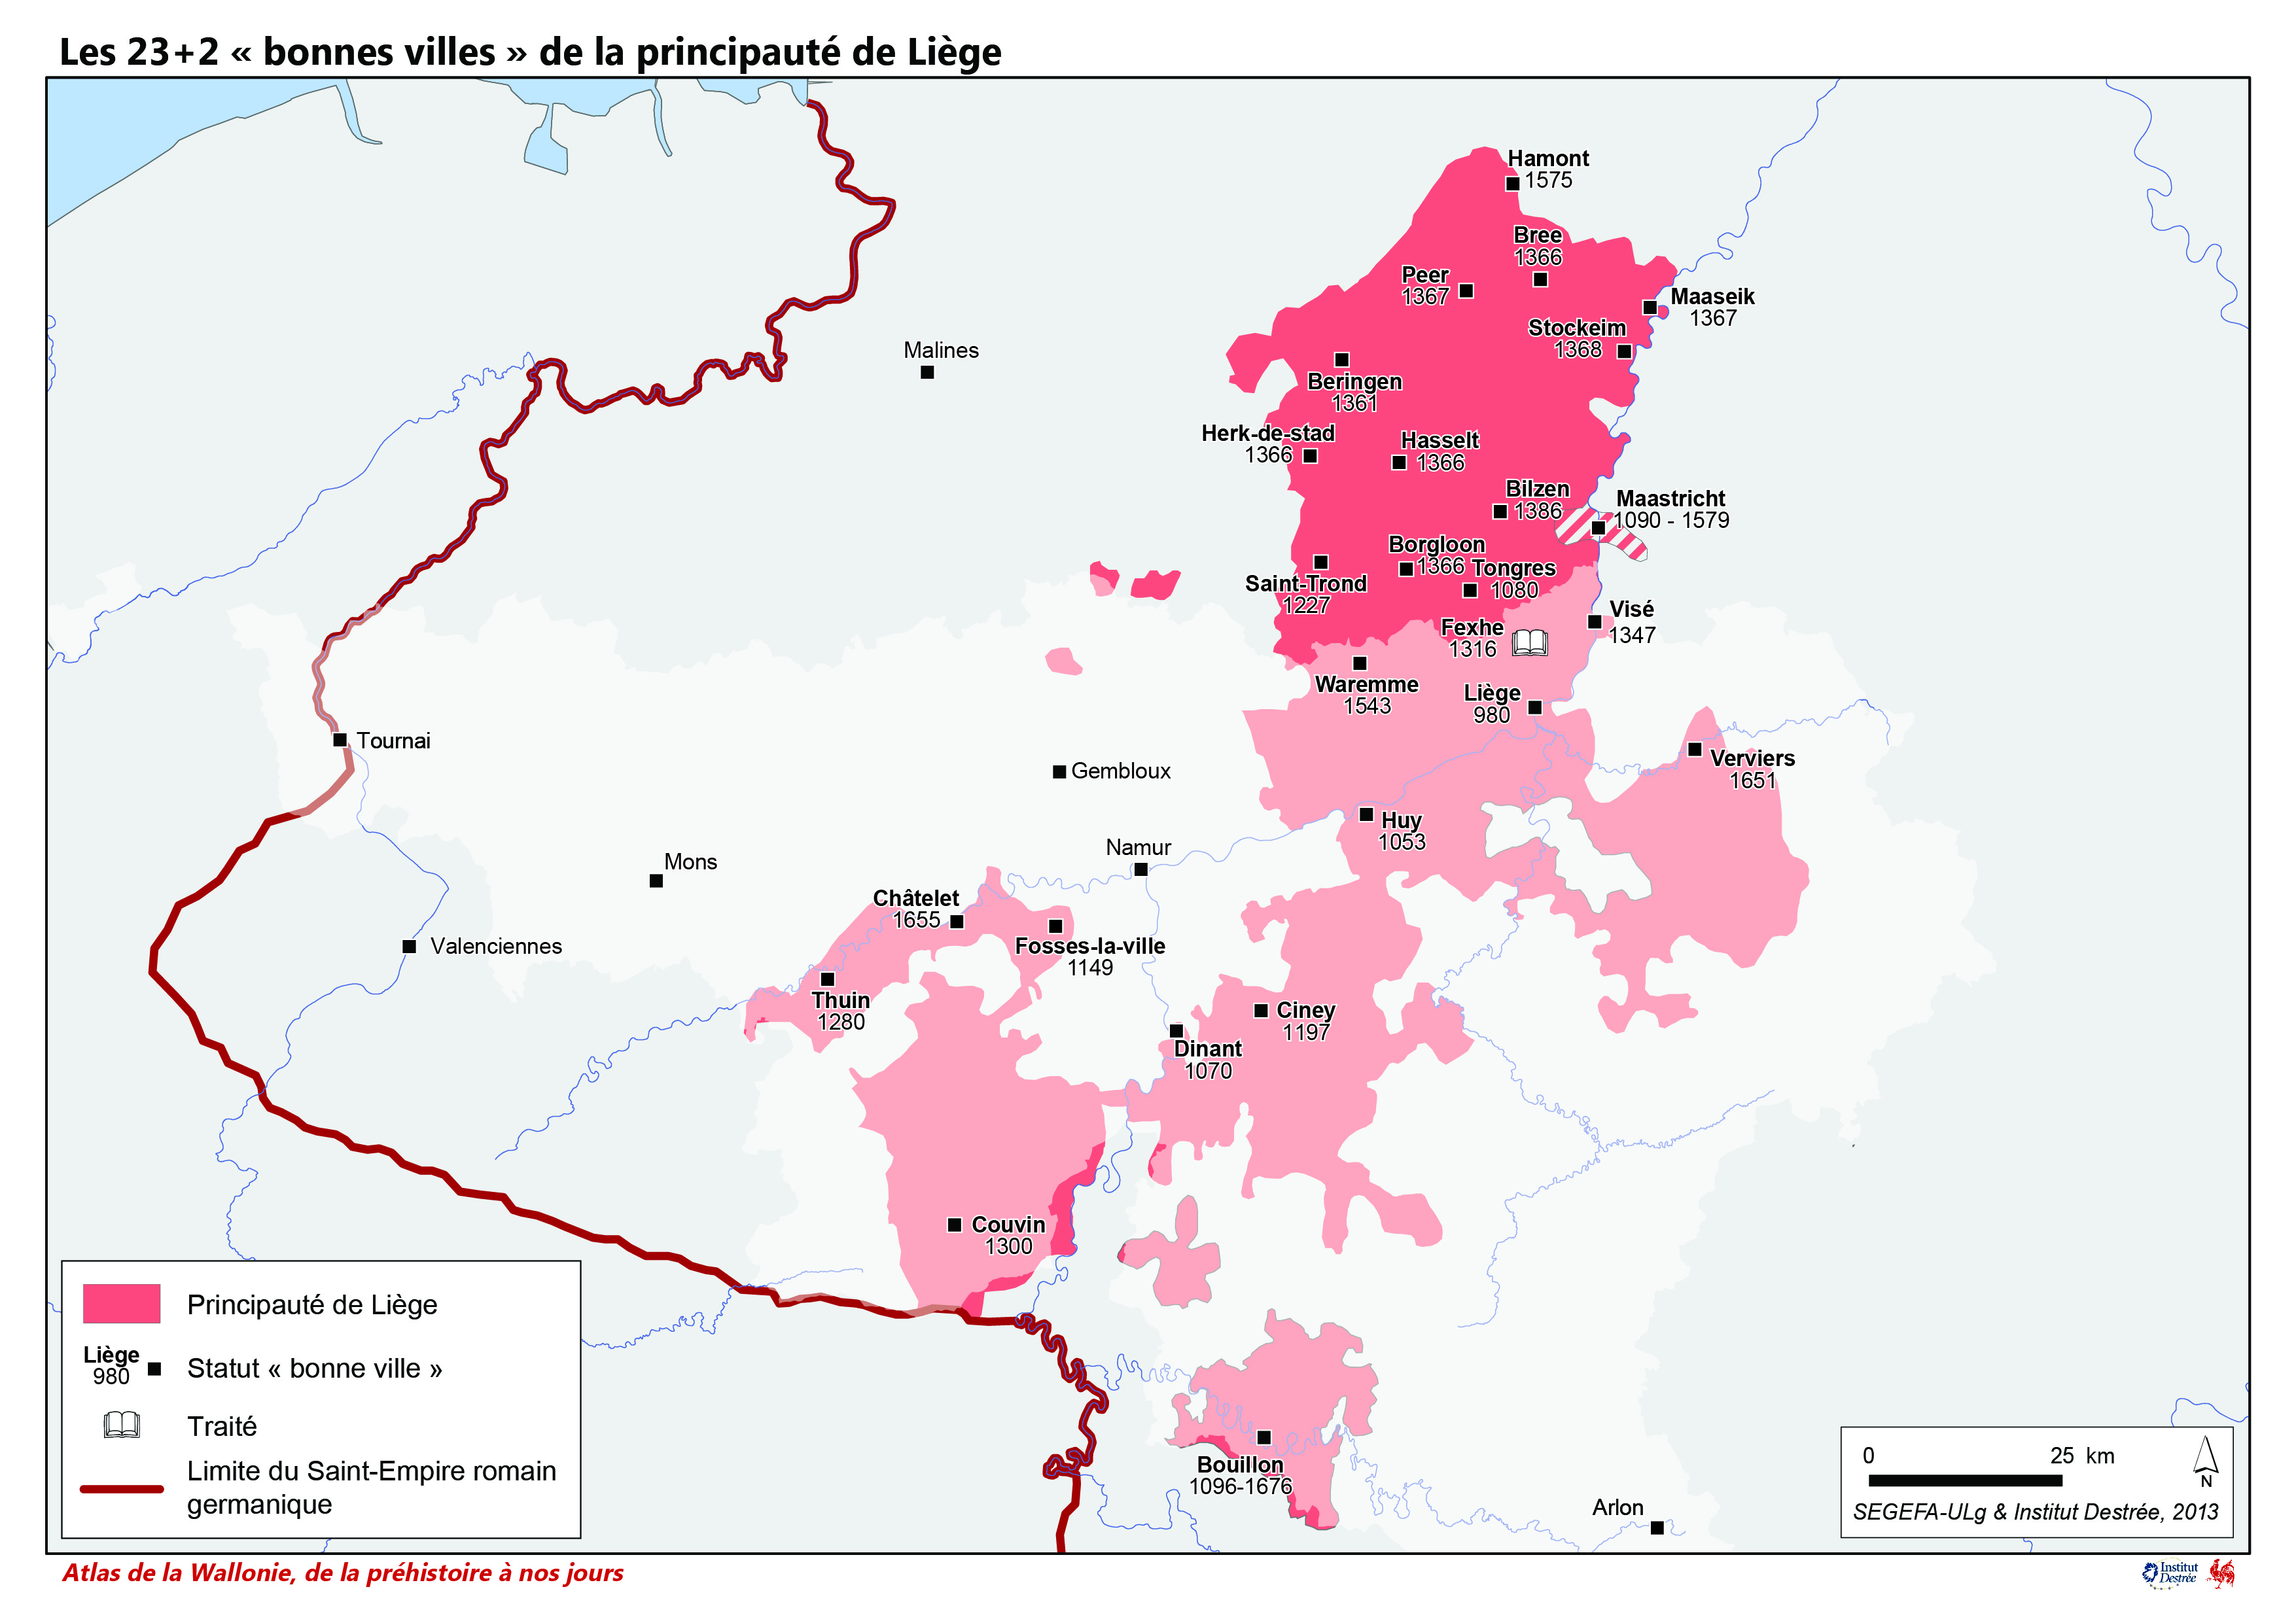 Les 23+2 « bonnes villes » de la principauté de Liège
Hamont
1575
Bree
1366
Peer
1367
Maaseik
1367
Stockeim
1368
Malines
Beringen
1361
Herk-de-stad
1366
Hasselt
1366
Bilzen
1386
Maastricht
1090 - 1579
Borgloon
1366
Tongres
1080
Saint-Trond
1227
Visé
1347
Fexhe
1316
Waremme
1543
Liège
980
Tournai
Verviers
1651
Gembloux
Huy
1053
Namur
Mons
Châtelet
1655
Fosses-la-ville
1149
Valenciennes
Thuin
1280
Ciney
1197
Dinant
1070
Couvin
1300
Bouillon
1096-1676
Arlon
Principauté de Liège
Liège
980
Statut « bonne ville »
Traité
Limite du Saint-Empire romain
germanique
0 25 km
N
SEGEFA-ULg & Institut Destrée, 2013
Atlas de la Wallonie, de la préhistoire à nos jours
Institut
Destrée